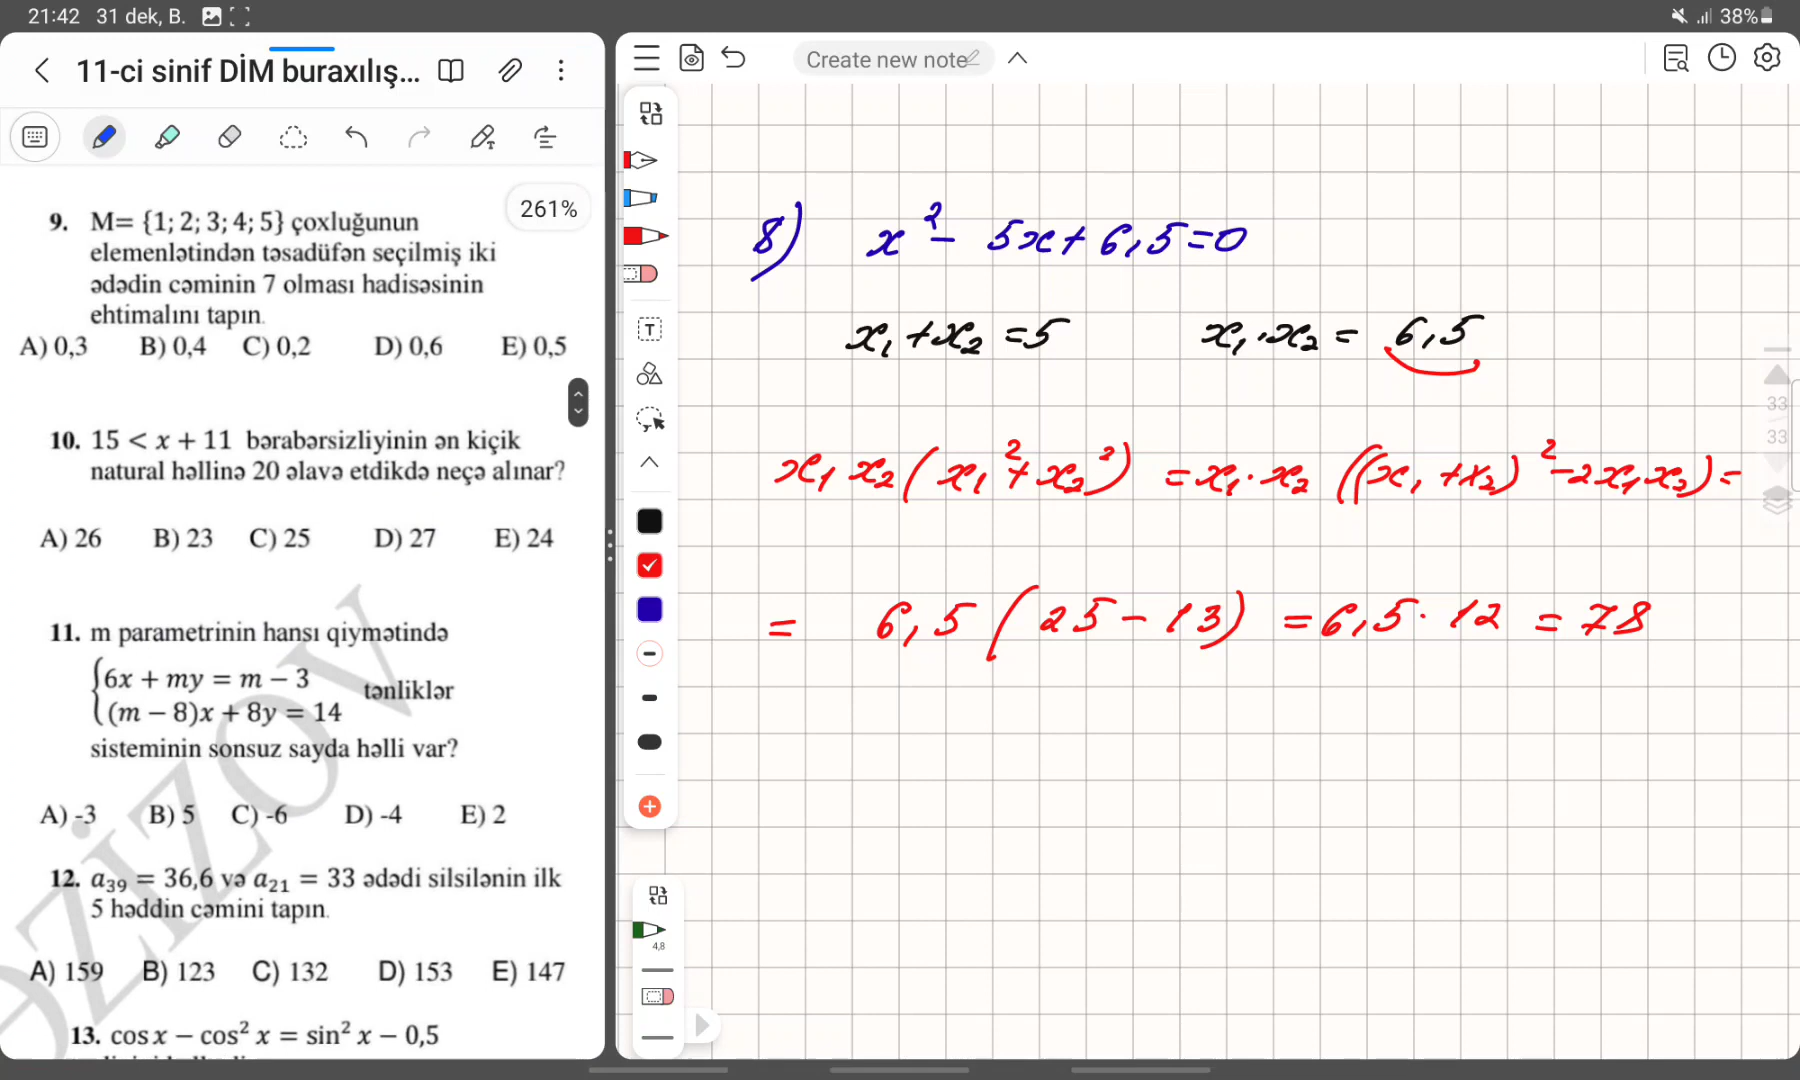 21:42 31 dek, B.
38%
11-ci sinif DİM buraxılış...
261%
9. M= {1; 2; 3; 4; 5} çoxluğunun
elemenlətindən təsadüfən seçilmiş iki
ədədin cəminin 7 olması hadisəsinin
ehtimalını tapın.
A) 0,3 B) 0,4 C) 0,2 D) 0,6 E) 0,5
10. 15 < x + 11 bərabərsizliyinin ən kiçik
natural həllinə 20 əlavə etdikdə neçə alınar?
A) 26 B) 23 C) 25 D) 27 E) 24
11. m parametrinin hansı qiymətində
{6x + my = m − 3
(m − 8)x + 8y = 14 tənliklər
sisteminin sonsuz sayda həlli var?
A) -3 B) 5 C) -6 D) -4 E) 2
12. a₃₉ = 36,6 və a₂₁ = 33 ədədi silsilənin ilk
5 həddin cəmini tapın.
A) 159 B) 123 C) 132 D) 153 E) 147
13. cos x − cos² x = sin² x − 0,5
ƏZİZOV
Create new note
T
4,8
33
33
8) x² − 5x + 6,5 = 0
x₁ + x₂ = 5 x₁ · x₂ = 6,5
x₁ x₂ (x₁² + x₂²) = x₁ · x₂ ((x₁ + x₂)² − 2x₁x₂) =
= 6,5 (25 − 13) = 6,5 · 12 = 78